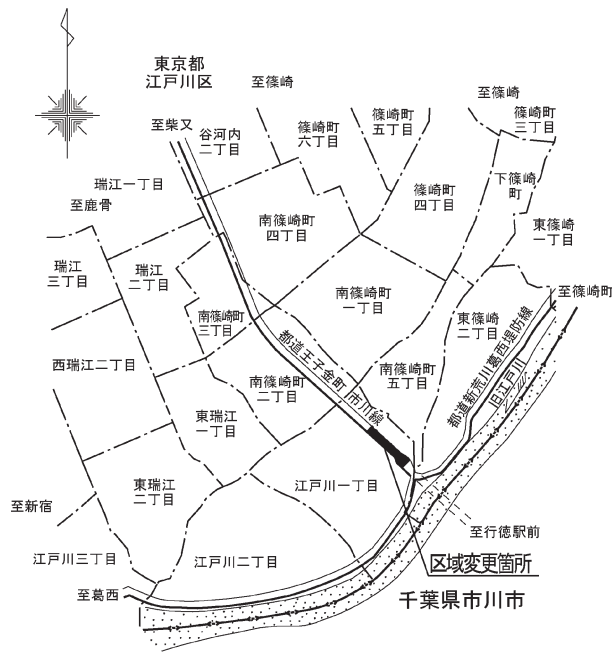 東京都
江戸川区
至篠崎
至柴又
谷河内
二丁目
篠崎町
六丁目
篠崎町
五丁目
至篠崎
篠崎町
三丁目
下篠崎
町
瑞江一丁目
至鹿骨
南篠崎町
四丁目
篠崎町
四丁目
東篠崎
一丁目
瑞江
三丁目
瑞江
二丁目
南篠崎町
三丁目
南篠崎町
一丁目
東篠崎
二丁目
至篠崎町
都道王子金町市川線
都道新荒川葛西堤防線
旧江戸川
西瑞江二丁目
南篠崎町
二丁目
南篠崎町
五丁目
東瑞江
一丁目
東瑞江
二丁目
江戸川一丁目
至新宿
江戸川三丁目
江戸川二丁目
至行徳駅前
区域変更箇所
至葛西
千葉県市川市